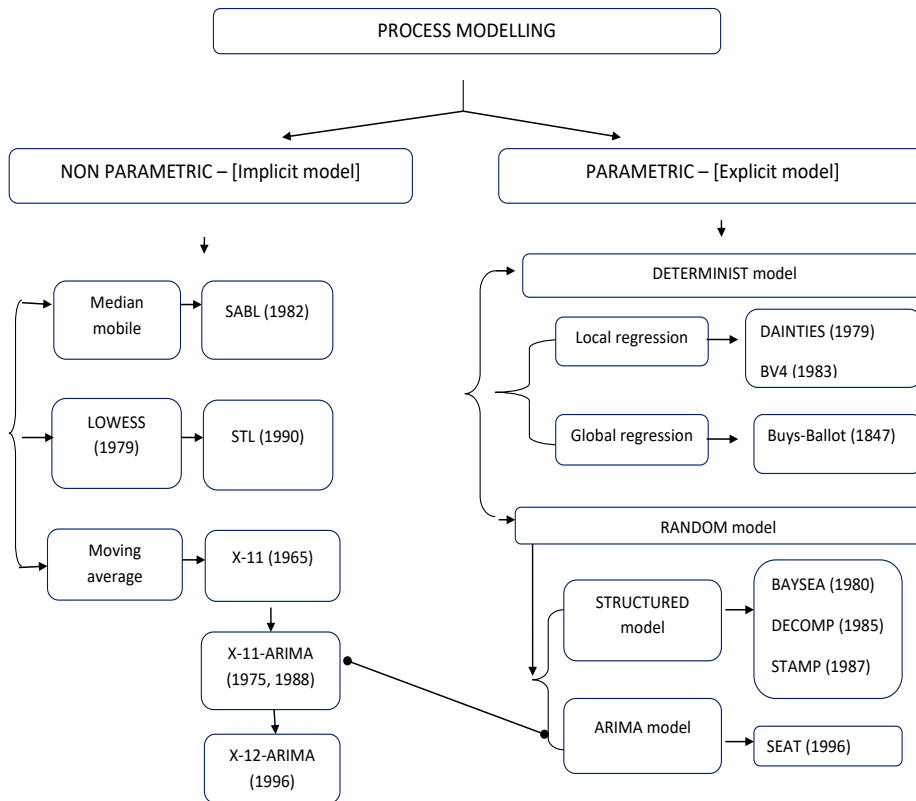 PROCESS MODELLING
NON PARAMETRIC – [Implicit model]
PARAMETRIC – [Explicit model]
Median
mobile
SABL (1982)
LOWESS
(1979)
STL (1990)
Moving
average
X-11 (1965)
X-11-ARIMA
(1975, 1988)
X-12-ARIMA
(1996)
DETERMINIST model
Local regression
DAINTIES (1979)
BV4 (1983)
Global regression
Buys-Ballot (1847)
RANDOM model
STRUCTURED
model
BAYSEA (1980)
DECOMP (1985)
STAMP (1987)
ARIMA model
SEAT (1996)